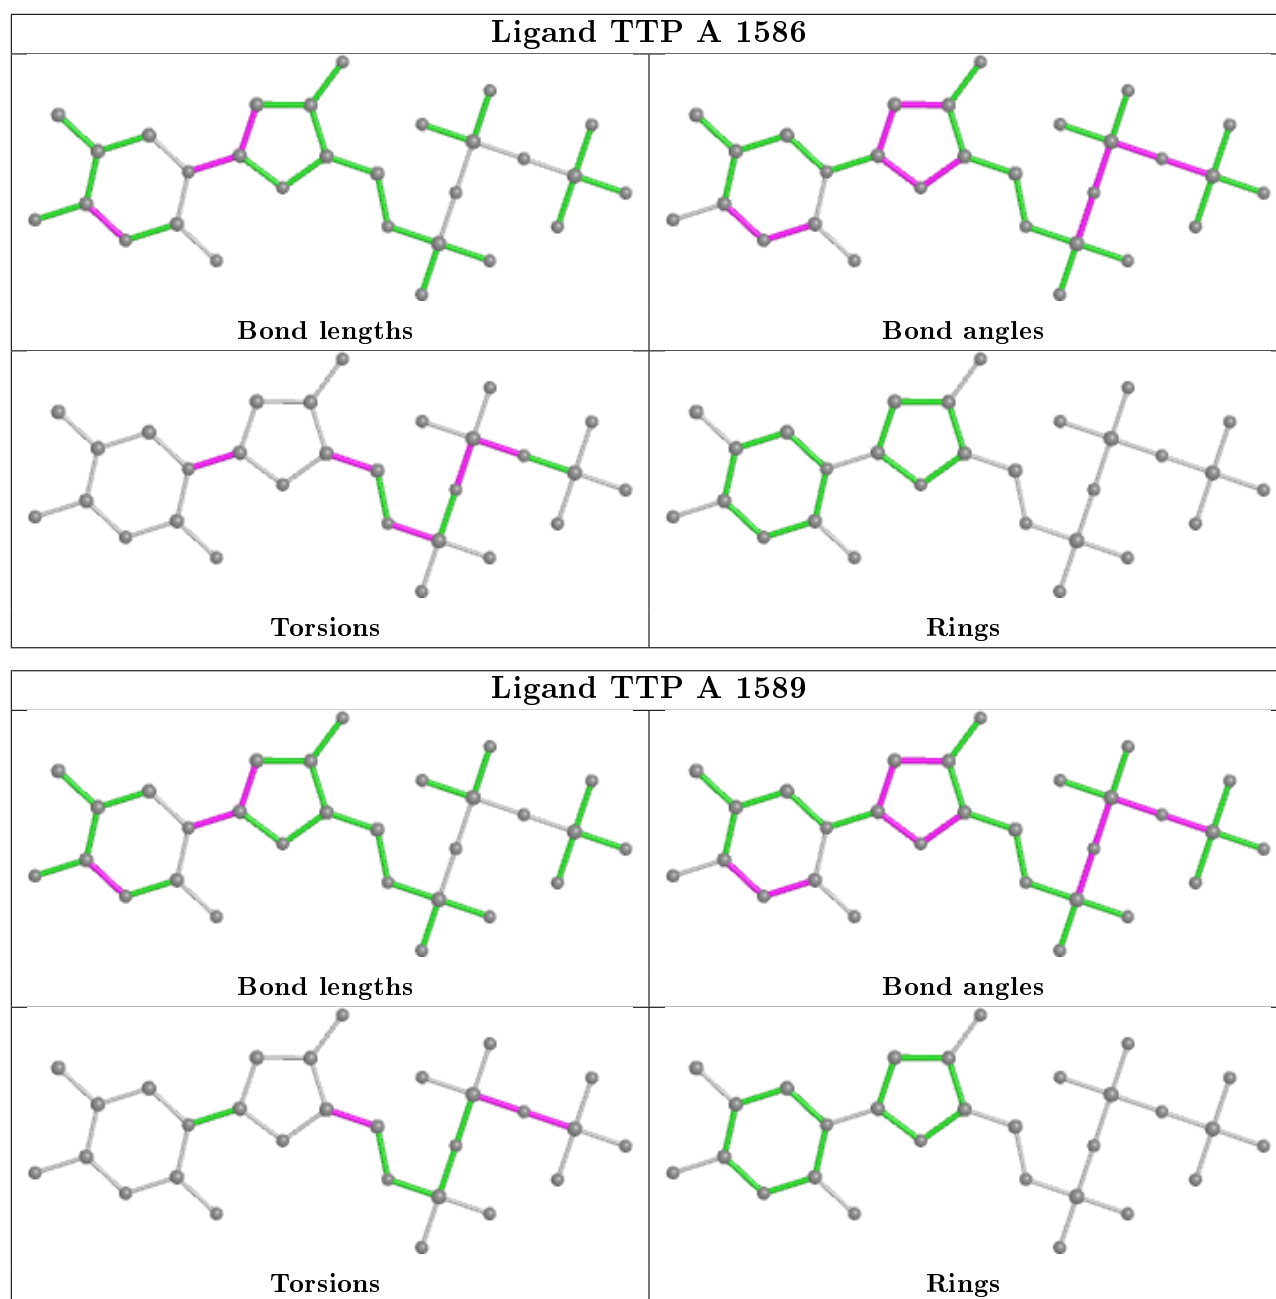 Ligand TTP A 1586
Bond lengths
Bond angles
Torsions
Rings
Ligand TTP A 1589
Bond lengths
Bond angles
Torsions
Rings